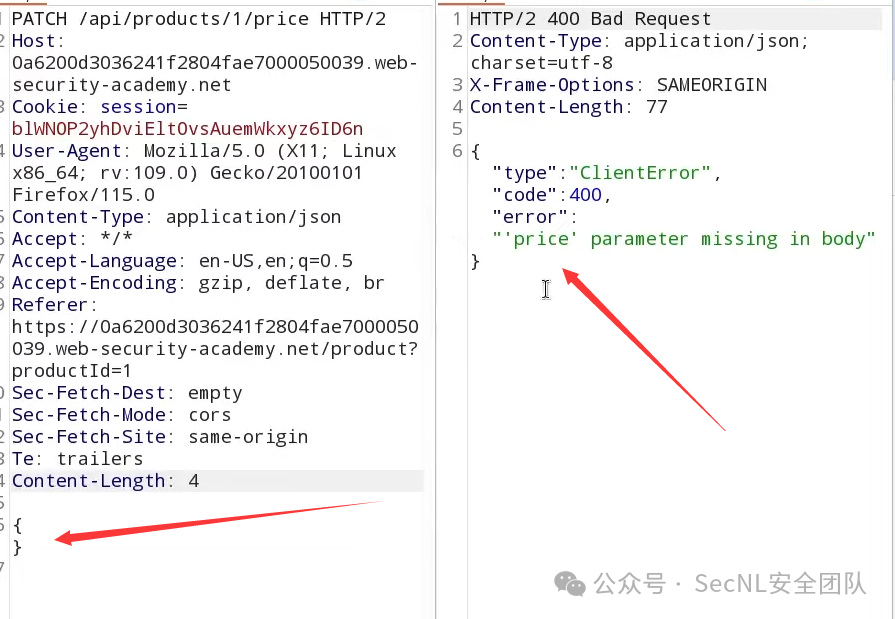 PATCH /api/products/1/price HTTP/2
Host:
0a6200d3036241f2804fae7000050039.web-
security-academy.net
Cookie: session=
blWNOP2yhDviEltOvsAuemWkxyz6ID6n
User-Agent: Mozilla/5.0 (X11; Linux
x86_64; rv:109.0) Gecko/20100101
Firefox/115.0
Content-Type: application/json
Accept: */*
Accept-Language: en-US,en;q=0.5
Accept-Encoding: gzip, deflate, br
Referer:
https://0a6200d3036241f2804fae7000050
039.web-security-academy.net/product?
productId=1
Sec-Fetch-Dest: empty
Sec-Fetch-Mode: cors
Sec-Fetch-Site: same-origin
Te: trailers
Content-Length: 4
{
}
1 HTTP/2 400 Bad Request
2 Content-Type: application/json;
charset=utf-8
3 X-Frame-Options: SAMEORIGIN
4 Content-Length: 77
5
6 {
"type":"ClientError",
"code":400,
"error":
"'price' parameter missing in body"
}
公众号 · SecNL安全团队